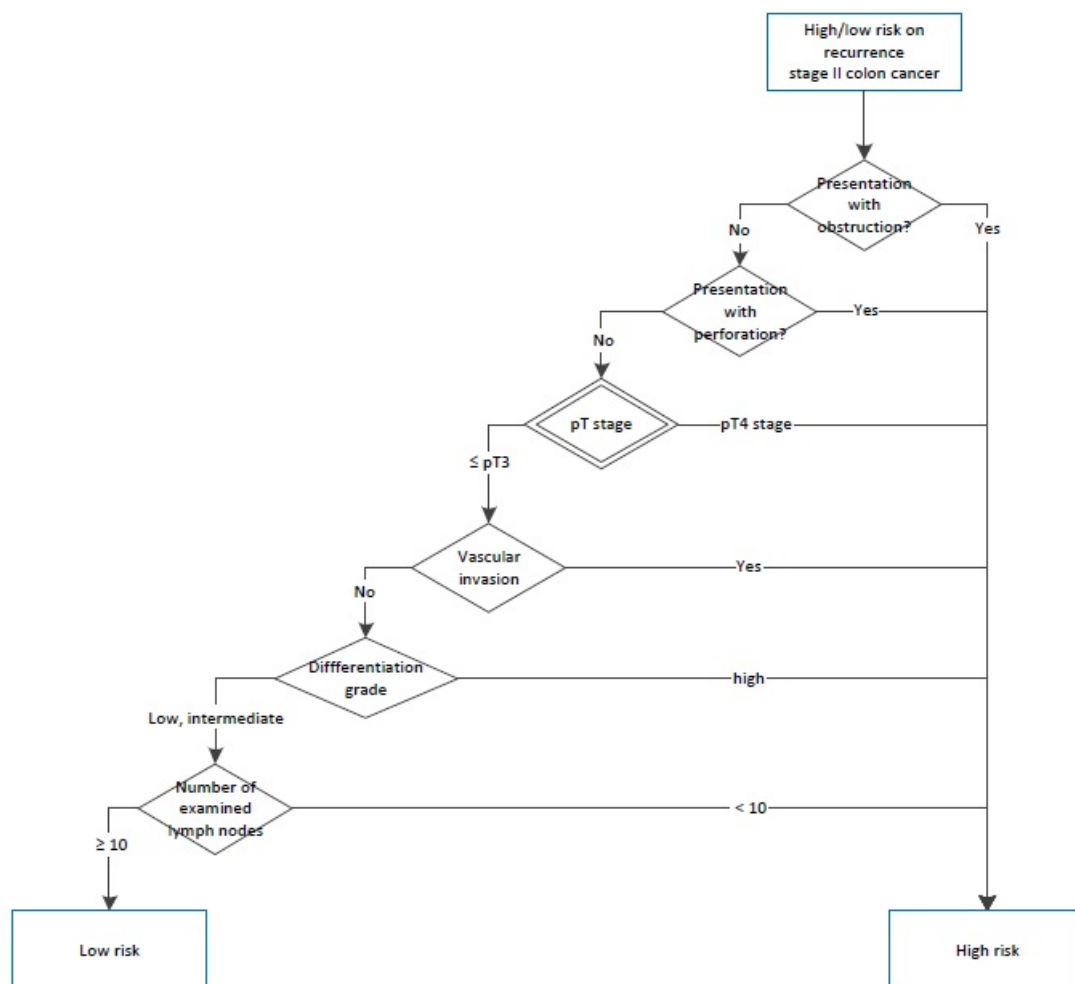 High/low risk on
recurrence
stage II colon cancer
Presentation
with
obstruction?
No
Yes
Presentation
with
perforation?
Yes
No
pT stage
pT4 stage
≤ pT3
Vascular
invasion
Yes
No
Diffferentiation
grade
high
Low, intermediate
Number of
examined
lymph nodes
< 10
≥ 10
Low risk
High risk